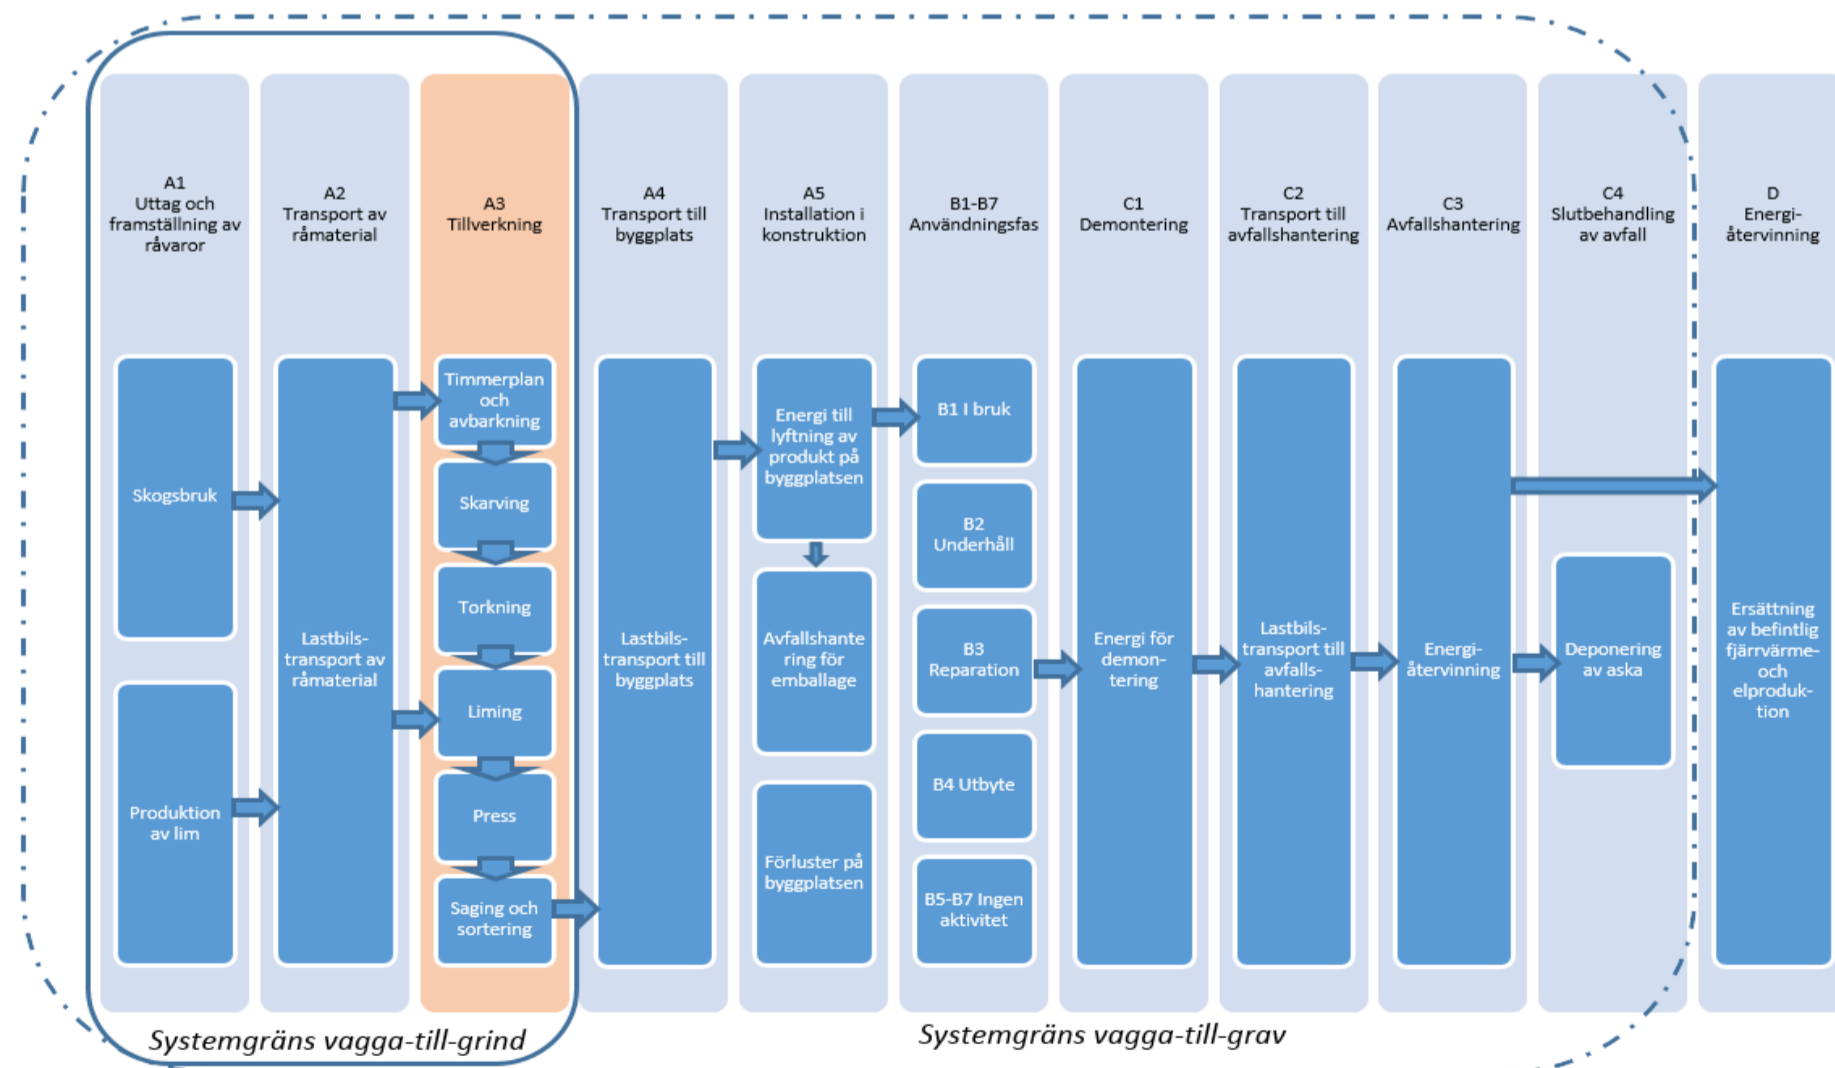 A1
Uttag och
framställning av
råvaror
A2
Transport av
råmaterial
A3
Tillverkning
A4
Transport till
byggplats
A5
Installation i
konstruktion
B1-B7
Användningsfas
C1
Demontering
C2
Transport till
avfallshantering
C3
Avfallshantering
C4
Slutbehandling
av avfall
D
Energi-
återvinning
Skogsbruk
Produktion
av lim
Lastbils-
transport av
råmaterial
Timmerplan
och
avbarkning
Skarving
Torkning
Liming
Press
Saging och
sortering
Lastbils-
transport till
byggplats
Energi till
lyftning av
produkt på
byggplatsen
Avfallshante
ring för
emballage
Förluster på
byggplatsen
B1 I bruk
B2
Underhåll
B3
Reparation
B4 Utbyte
B5-B7 Ingen
aktivitet
Energi för
demon-
tering
Lastbils-
transport till
avfalls-
hantering
Energi-
återvinning
Deponering
av aska
Ersättning
av befintlig
fjärrvärme-
och
elproduk-
tion
Systemgräns vagga-till-grind
Systemgräns vagga-till-grav